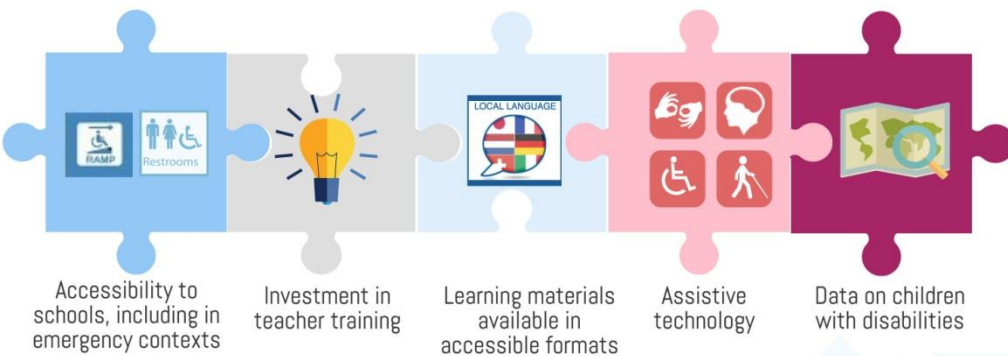 RAMP
Restrooms
LOCAL LANGUAGE
Accessibility to
schools, including in
emergency contexts
Investment in
teacher training
Learning materials
available in
accessible formats
Assistive
technology
Data on children
with disabilities